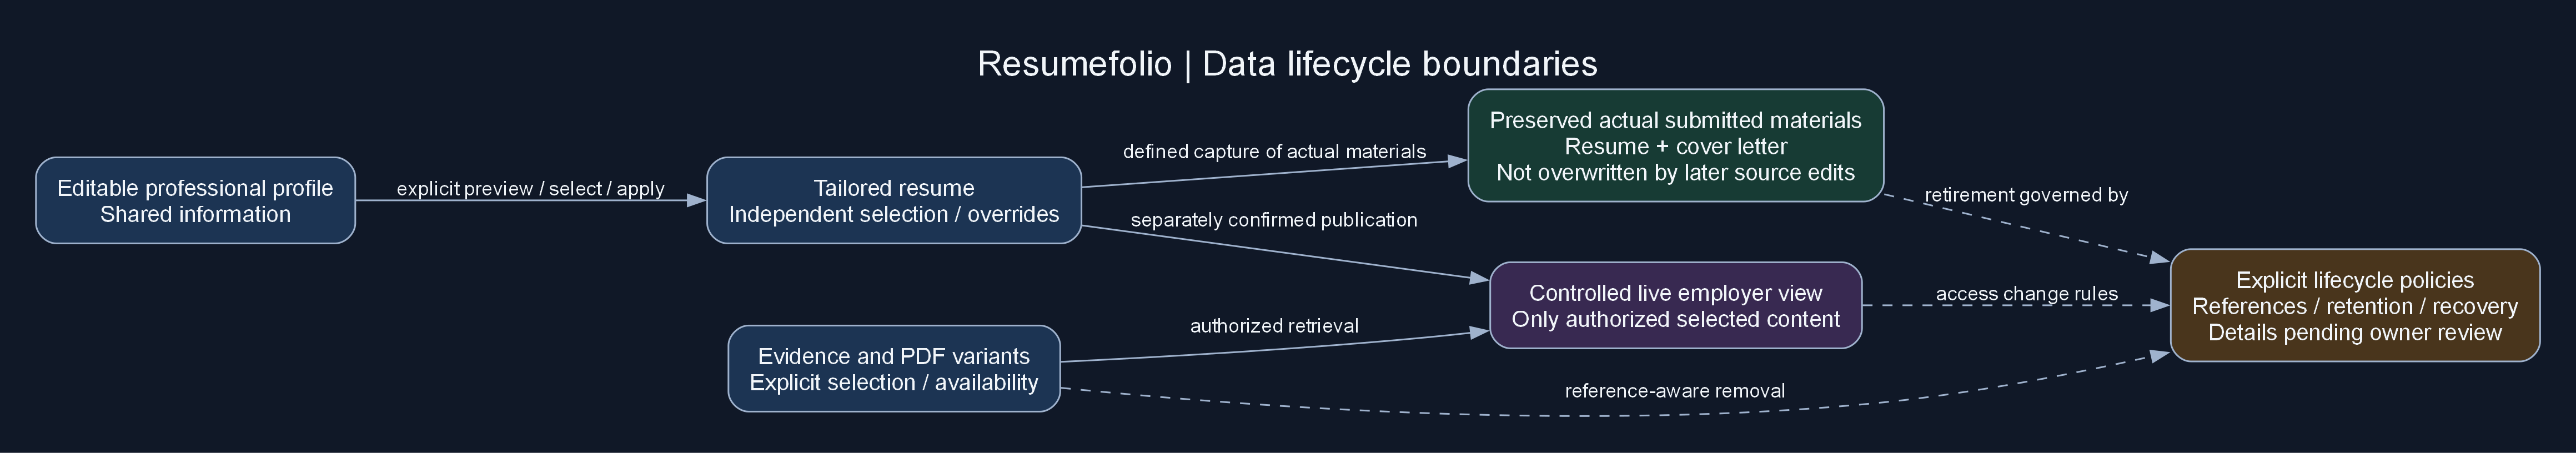 Resumefolio | Data lifecycle boundaries
Editable professional profile
Shared information
explicit preview / select / apply
Tailored resume
Independent selection / overrides
defined capture of actual materials
separately confirmed publication
Preserved actual submitted materials
Resume + cover letter
Not overwritten by later source edits
retirement governed by
Evidence and PDF variants
Explicit selection / availability
authorized retrieval
Controlled live employer view
Only authorized selected content
access change rules
reference-aware removal
Explicit lifecycle policies
References / retention / recovery
Details pending owner review